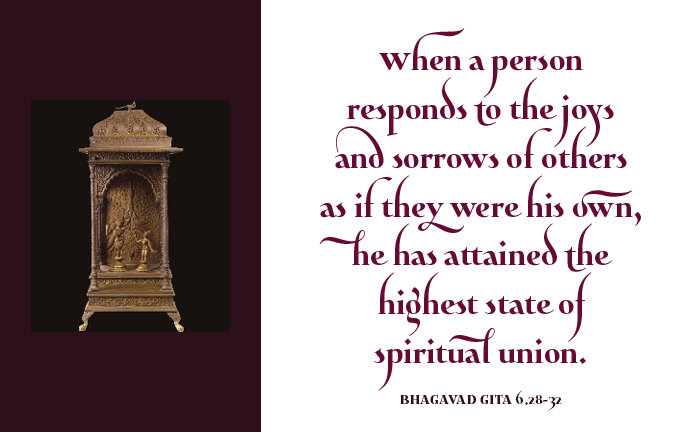 When a person
responds to the joys
and sorrows of others
as if they were his own,
he has attained the
highest state of
spiritual union.
BHAGAVAD GITA 6.28-32